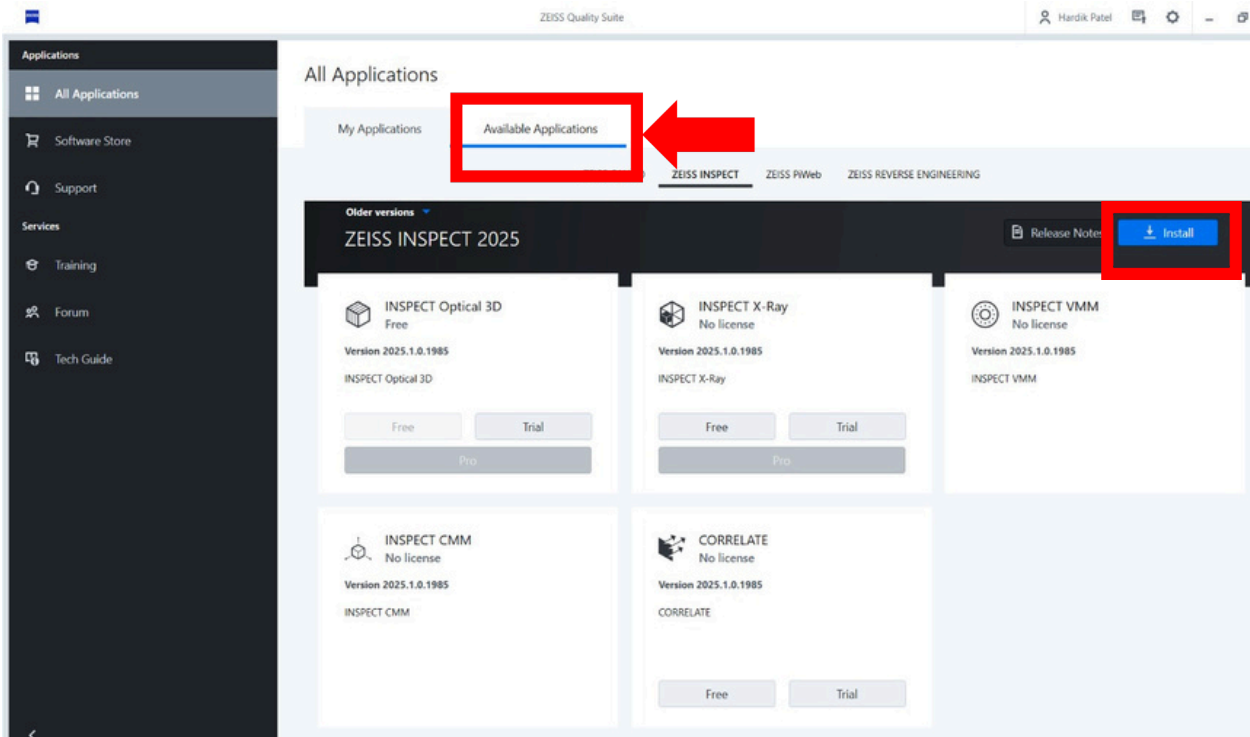 ZEISS Quality Suite
Hardik Patel
Applications
All Applications
Software Store
Support
Services
Training
Forum
Tech Guide
All Applications
My Applications
Available Applications
ZEISS INSPECT
ZEISS PiWeb
ZEISS REVERSE ENGINEERING
Older versions
ZEISS INSPECT 2025
Release Notes
Install
INSPECT Optical 3D
Free
Version 2025.1.0.1985
INSPECT Optical 3D
Free
Trial
Pro
INSPECT X-Ray
No license
Version 2025.1.0.1985
INSPECT X-Ray
Free
Trial
Pro
INSPECT VMM
No license
Version 2025.1.0.1985
INSPECT VMM
INSPECT CMM
No license
Version 2025.1.0.1985
INSPECT CMM
CORRELATE
No license
Version 2025.1.0.1985
CORRELATE
Free
Trial